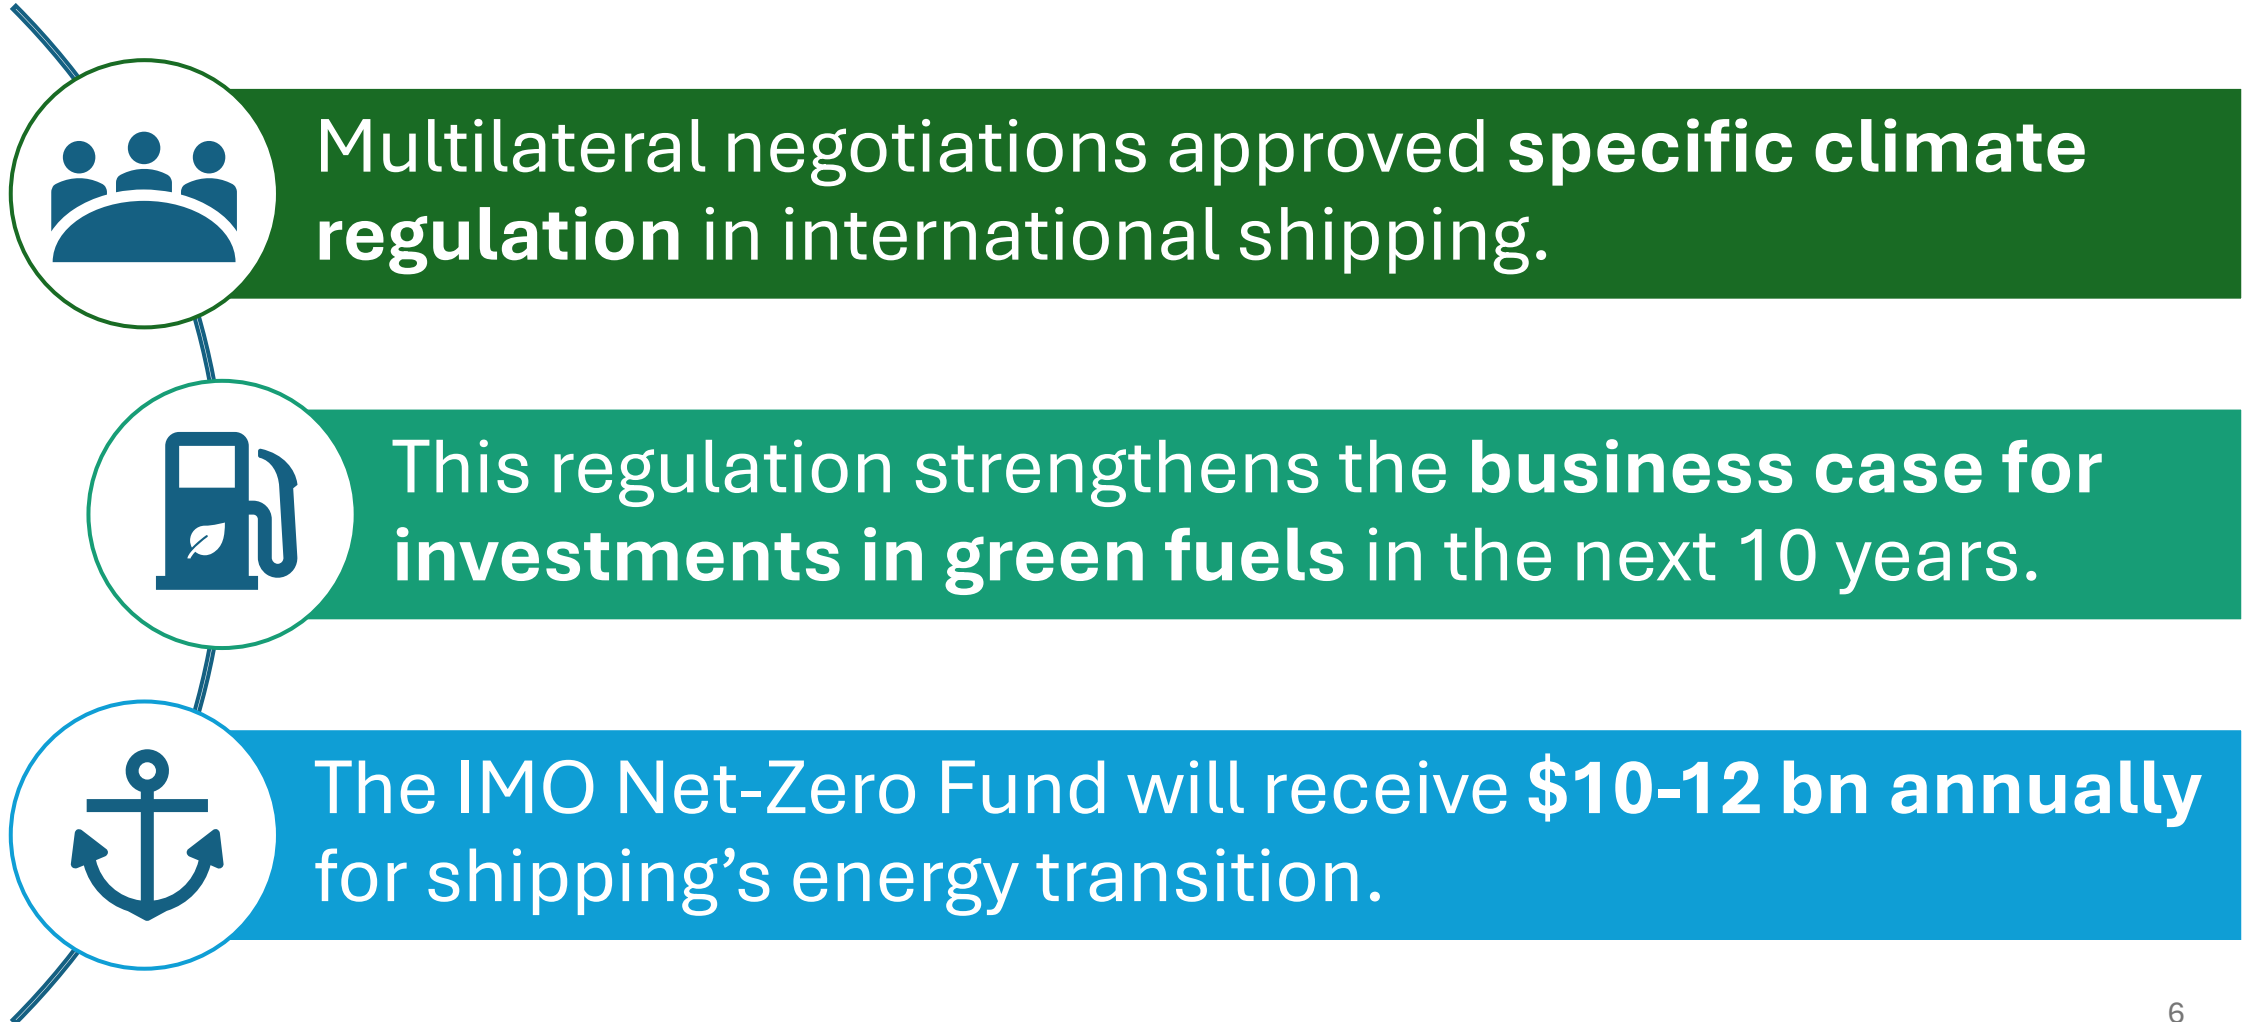 Multilateral negotiations approved specific climate
regulation in international shipping.
This regulation strengthens the business case for
investments in green fuels in the next 10 years.
The IMO Net-Zero Fund will receive $10-12 bn annually
for shipping’s energy transition.
6